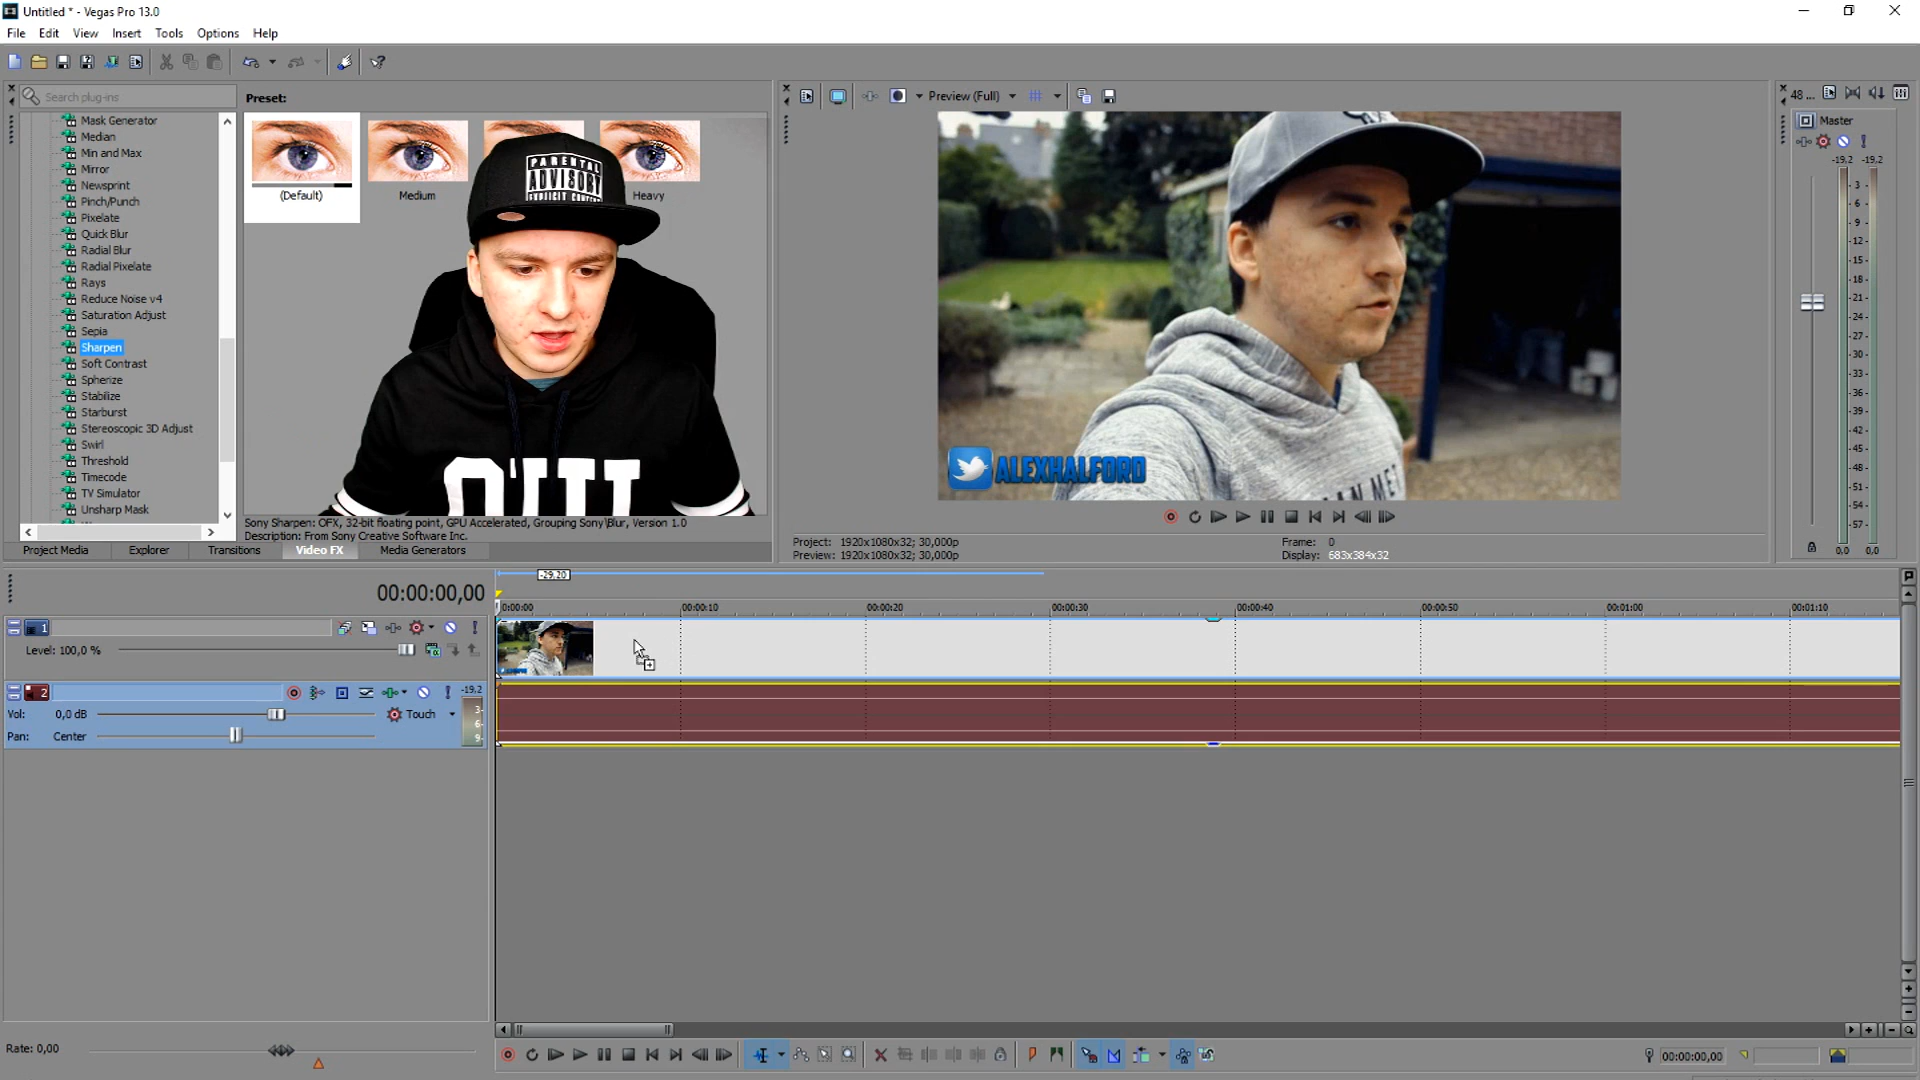 Untitled * - Vegas Pro 13.0
File Edit View Insert Tools Options Help
Search plug-ins
Preset:
Mask Generator
Median
Min and Max
Mirror
Newsprint
Pinch/Punch
Pixelate
Quick Blur
Radial Blur
Radial Pixelate
Rays
Reduce Noise v4
Saturation Adjust
Sepia
Sharpen
Soft Contrast
Spherize
Stabilize
Starburst
Stereoscopic 3D Adjust
Swirl
Threshold
Timecode
TV Simulator
Unsharp Mask
(Default)
Medium
Heavy
PARENTAL
ADVISORY
EXPLICIT CONTENT
Sony Sharpen: OFX, 32-bit floating point, GPU Accelerated, Grouping Sony\Blur, Version 1.0
Description: From Sony Creative Software Inc.
Project Media Explorer Transitions Video FX Media Generators
Preview (Full)
ALEXHALFORD
Project: 1920x1080x32; 30,000p
Preview: 1920x1080x32; 30,000p
Frame: 0
Display: 683x384x32
48 ...
Master
-19.2 -19.2
3
6
9
12
15
18
21
24
27
30
33
36
39
42
45
48
51
54
57
0,0 0,0
-29,20
00:00:00,00
0:00:00 00:00:10 00:00:20 00:00:30 00:00:40 00:00:50 00:01:00 00:01:10
1
Level: 100,0 %
2
-19.2
Vol: 0,0 dB Touch
3
6
9
Pan: Center
Rate: 0,00
00:00:00,00